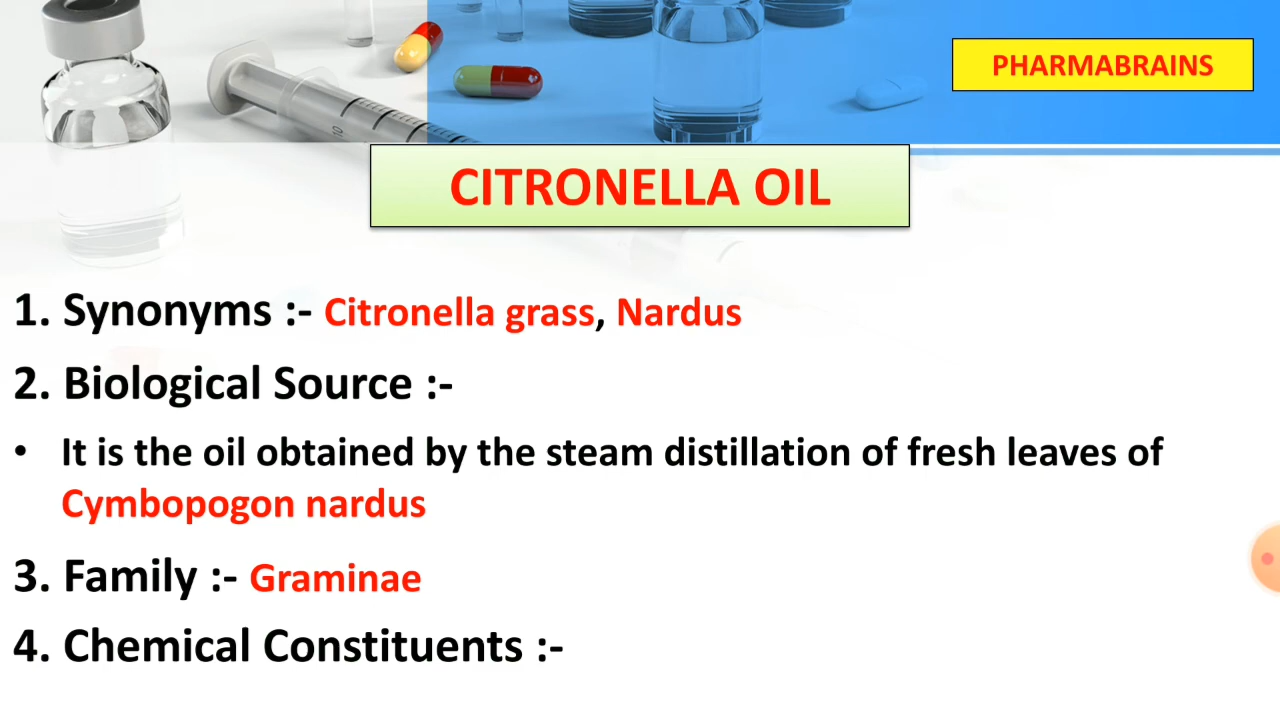 PHARMABRAINS
CITRONELLA OIL
1. Synonyms :- Citronella grass, Nardus
2. Biological Source :-
• It is the oil obtained by the steam distillation of fresh leaves of
Cymbopogon nardus
3. Family :- Graminae
4. Chemical Constituents :-